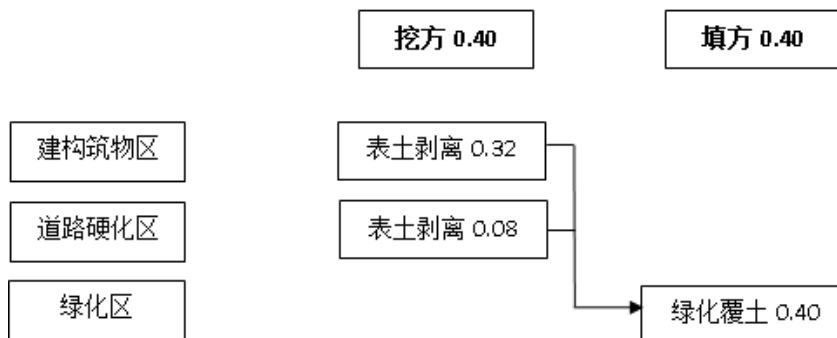 挖方 0.40
填方 0.40
建构筑物区
表土剥离 0.32
道路硬化区
表土剥离 0.08
绿化区
绿化覆土 0.40